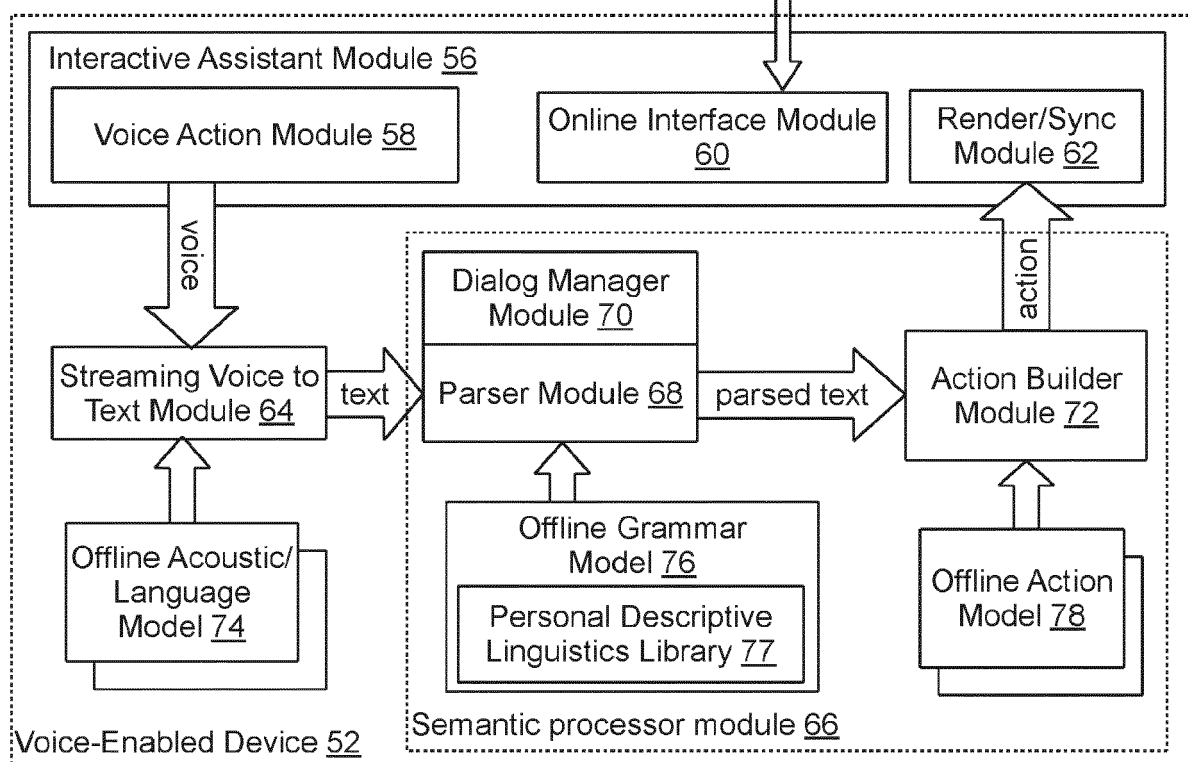 Interactive Assistant Module 56
Voice Action Module 58
Online Interface Module
60
Render/Sync
Module 62
voice
action
Dialog Manager
Module 70
Streaming Voice to
Text Module 64
text
Parser Module 68
parsed text
Action Builder
Module 72
Offline Acoustic/
Language
Model 74
Offline Grammar
Model 76
Personal Descriptive
Linguistics Library 77
Offline Action
Model 78
Semantic processor module 66
Voice-Enabled Device 52